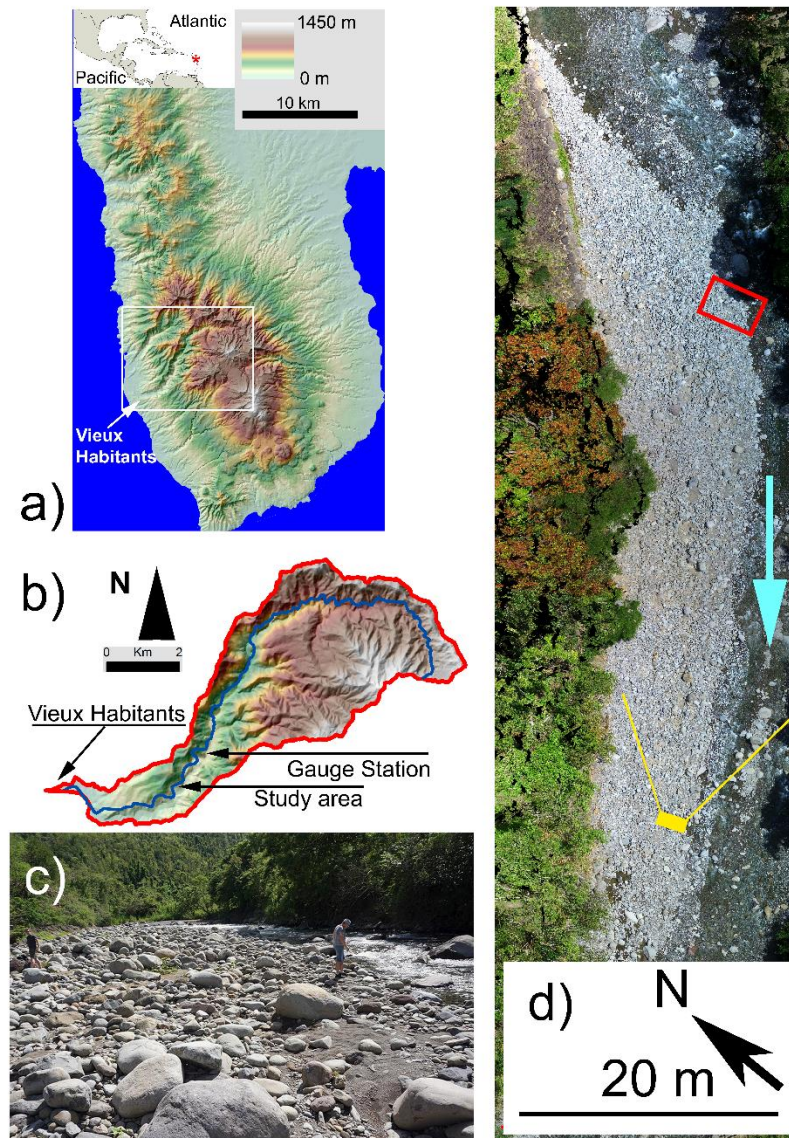 Atlantic
Pacific
1450 m
0 m
10 km
Vieux
Habitants
a)
b)
N
0 Km 2
Vieux Habitants
Gauge Station
Study area
c)
d)
N
20 m